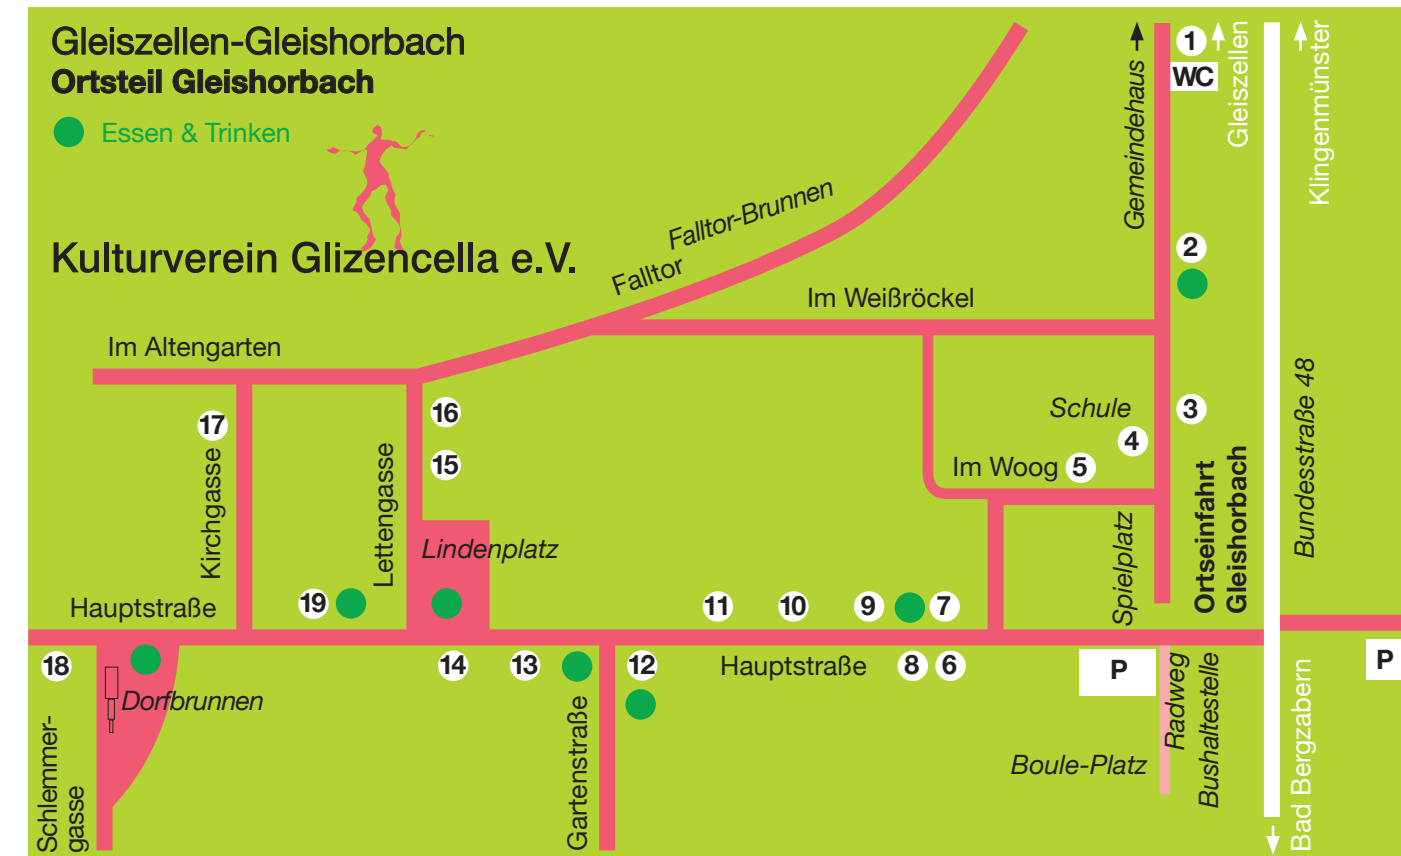 Gleiszellen-Gleishorbach
Ortsteil Gleishorbach
Essen & Trinken
Kulturverein Glizencella e.V.
Falltor-Brunnen
Falltor
Im Weißröckel
Gemeindehaus
1
WC
Gleiszellen
Klingenmünster
2
Im Altengarten
17
16
15
Kirchgasse
Lettengasse
Lindenplatz
Schule
3
4
Im Woog
5
Spielplatz
Ortseinfahrt
Gleishorbach
Bundesstraße 48
Hauptstraße
19
11
10
9
7
18
14
13
12
Hauptstraße
8
6
P
P
Dorfbrunnen
Schlemmer-
gasse
Gartenstraße
Boule-Platz
Radweg
Bushaltestelle
Bad Bergzabern